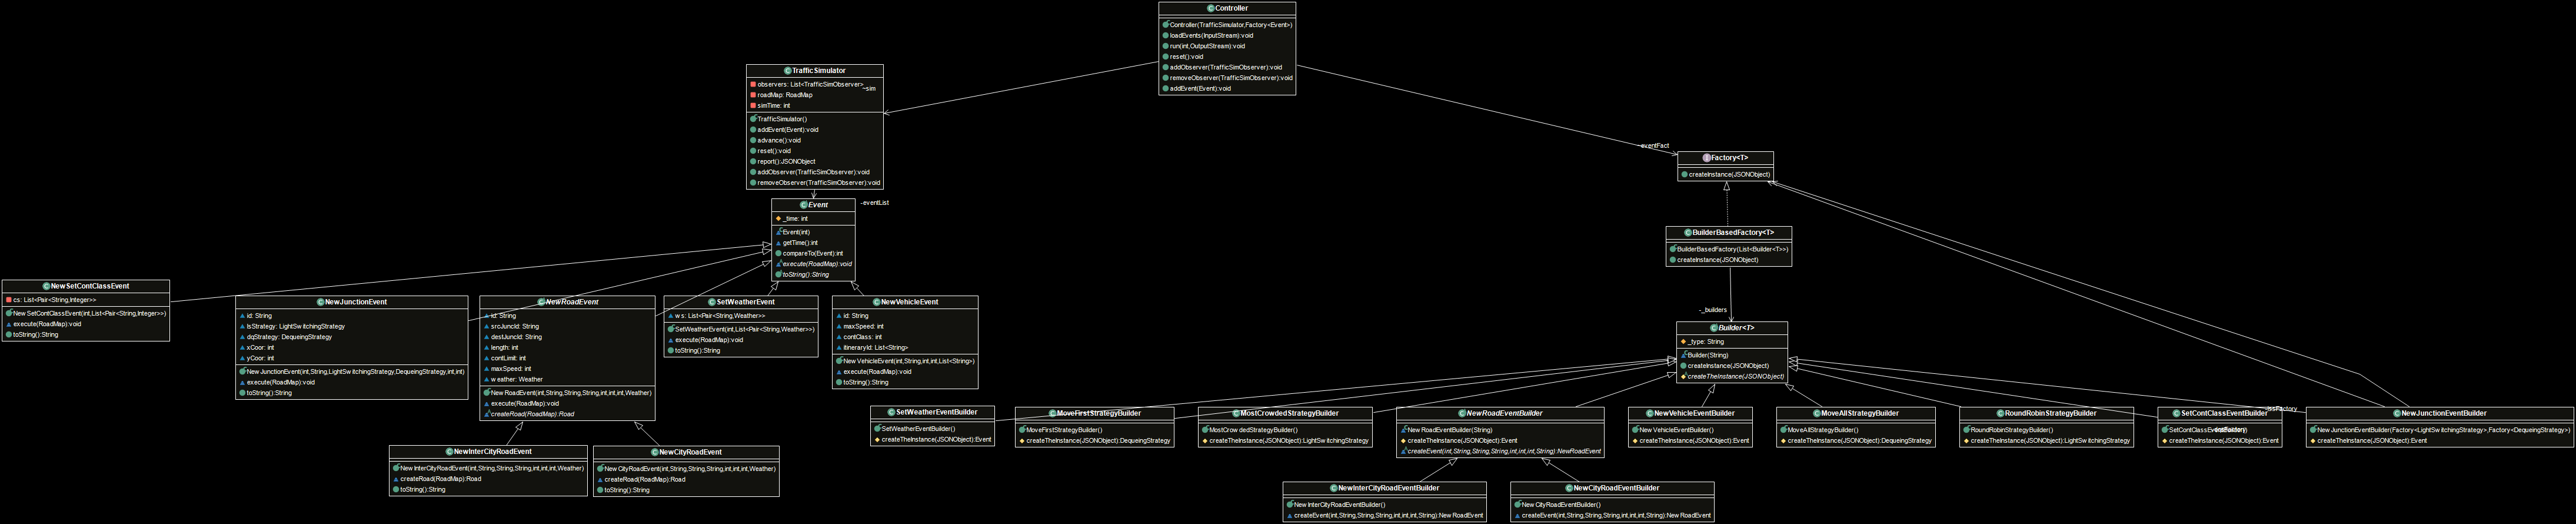 Controller
Controller(TrafficSimulator,Factory<Event>)
loadEvents(InputStream):void
run(int,OutputStream):void
reset():void
addObserver(TrafficSimObserver):void
removeObserver(TrafficSimObserver):void
addEvent(Event):void
TrafficSimulator
observers: List<TrafficSimObserver>
roadMap: RoadMap
simTime: int
TrafficSimulator()
addEvent(Event):void
advance():void
reset():void
report():JSONObject
addObserver(TrafficSimObserver):void
removeObserver(TrafficSimObserver):void
~sim
-eventFact
Factory<T>
createInstance(JSONObject)
-eventList
Event
_time: int
Event(int)
getTime():int
compareTo(Event):int
execute(RoadMap):void
toString():String
BuilderBasedFactory<T>
BuilderBasedFactory(List<Builder<T>>)
createInstance(JSONObject)
-_builders
Builder<T>
_type: String
Builder(String)
createInstance(JSONObject)
createTheInstance(JSONObject)
NewSetContClassEvent
cs: List<Pair<String,Integer>>
NewSetContClassEvent(int,List<Pair<String,Integer>>)
execute(RoadMap):void
toString():String
NewJunctionEvent
id: String
lsStrategy: LightSwitchingStrategy
dqStrategy: DequeingStrategy
xCoor: int
yCoor: int
NewJunctionEvent(int,String,LightSwitchingStrategy,DequeingStrategy,int,int)
execute(RoadMap):void
toString():String
NewRoadEvent
id: String
srcJuncId: String
destJuncId: String
length: int
contLimit: int
maxSpeed: int
weather: Weather
NewRoadEvent(int,String,String,String,int,int,int,Weather)
execute(RoadMap):void
createRoad(RoadMap):Road
SetWeatherEvent
ws: List<Pair<String,Weather>>
SetWeatherEvent(int,List<Pair<String,Weather>>)
execute(RoadMap):void
toString():String
NewVehicleEvent
id: String
maxSpeed: int
contClass: int
itineraryId: List<String>
NewVehicleEvent(int,String,int,int,List<String>)
execute(RoadMap):void
toString():String
NewInterCityRoadEvent
NewInterCityRoadEvent(int,String,String,String,int,int,int,Weather)
createRoad(RoadMap):Road
toString():String
NewCityRoadEvent
NewCityRoadEvent(int,String,String,String,int,int,int,Weather)
createRoad(RoadMap):Road
toString():String
SetWeatherEventBuilder
SetWeatherEventBuilder()
createTheInstance(JSONObject):Event
MoveFirstStrategyBuilder
MoveFirstStrategyBuilder()
createTheInstance(JSONObject):DequeingStrategy
MostCrowdedStrategyBuilder
MostCrowdedStrategyBuilder()
createTheInstance(JSONObject):LightSwitchingStrategy
NewRoadEventBuilder
NewRoadEventBuilder(String)
createTheInstance(JSONObject):Event
createEvent(int,String,String,String,int,int,int,String):NewRoadEvent
NewVehicleEventBuilder
NewVehicleEventBuilder()
createTheInstance(JSONObject):Event
MoveAllStrategyBuilder
MoveAllStrategyBuilder()
createTheInstance(JSONObject):DequeingStrategy
RoundRobinStrategyBuilder
RoundRobinStrategyBuilder()
createTheInstance(JSONObject):LightSwitchingStrategy
SetContClassEventBuilder
createTheInstance(JSONObject):Event
NewJunctionEventBuilder
NewJunctionEventBuilder(Factory<LightSwitchingStrategy>,Factory<DequeingStrategy>)
createTheInstance(JSONObject):Event
NewInterCityRoadEventBuilder
NewInterCityRoadEventBuilder()
createEvent(int,String,String,String,int,int,int,String):NewRoadEvent
NewCityRoadEventBuilder
NewCityRoadEventBuilder()
createEvent(int,String,String,String,int,int,int,String):NewRoadEvent